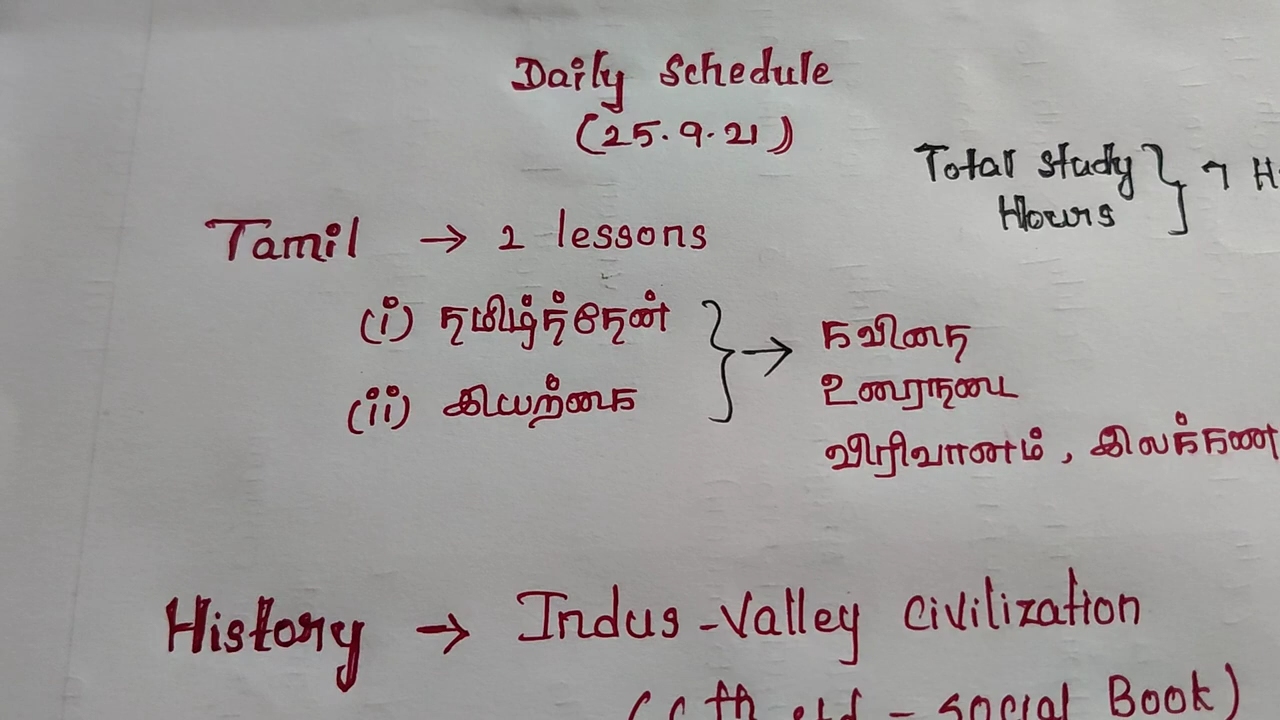 Daily Schedule
(25.9.21)
Total study Hours } 7 H
Tamil → 2 lessons
(i) தமிழ்த்தேன்
(ii) இயற்கை
} → கவிதை
உரைநடை
விரிவானம், இலக்கண
History → Indus-Valley Civilization
old - social Book)